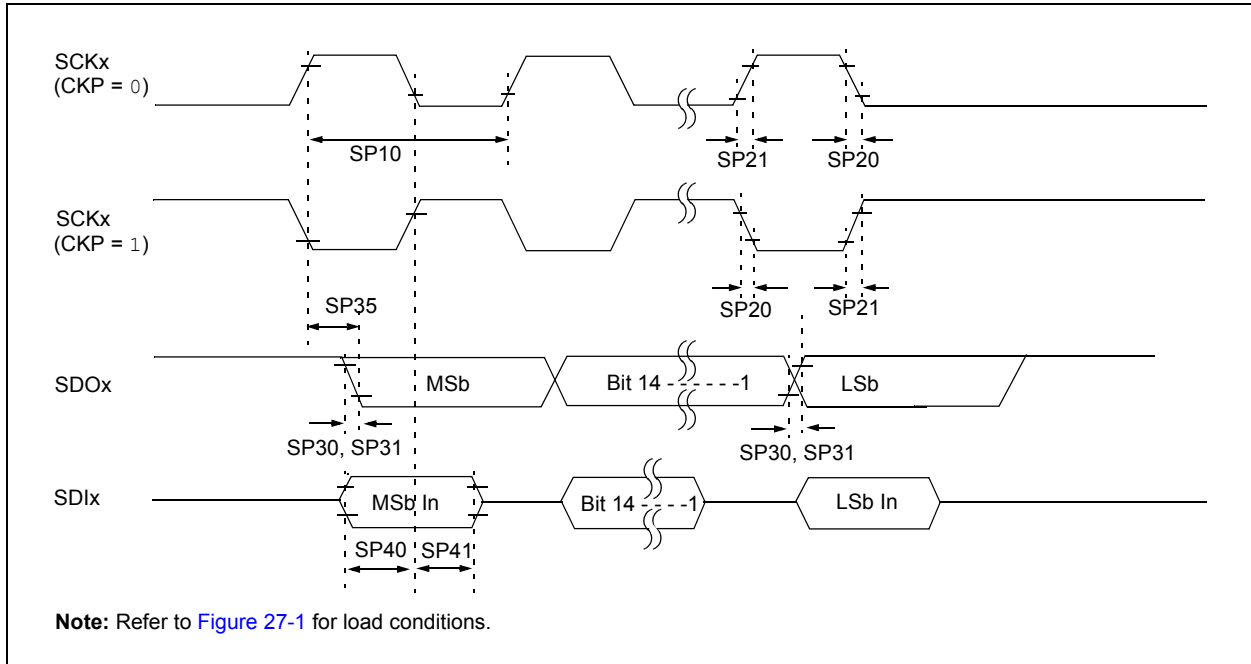 SCKx
(CKP = 0)
SP10
SP21
SP20
SCKx
(CKP = 1)
SP35
SP20
SP21
SDOx
MSb
Bit 14 - - - - - -1
LSb
SP30, SP31
SP30, SP31
SDIx
MSb In
Bit 14 - - - -1
LSb In
SP40
SP41
Note: Refer to Figure 27-1 for load conditions.